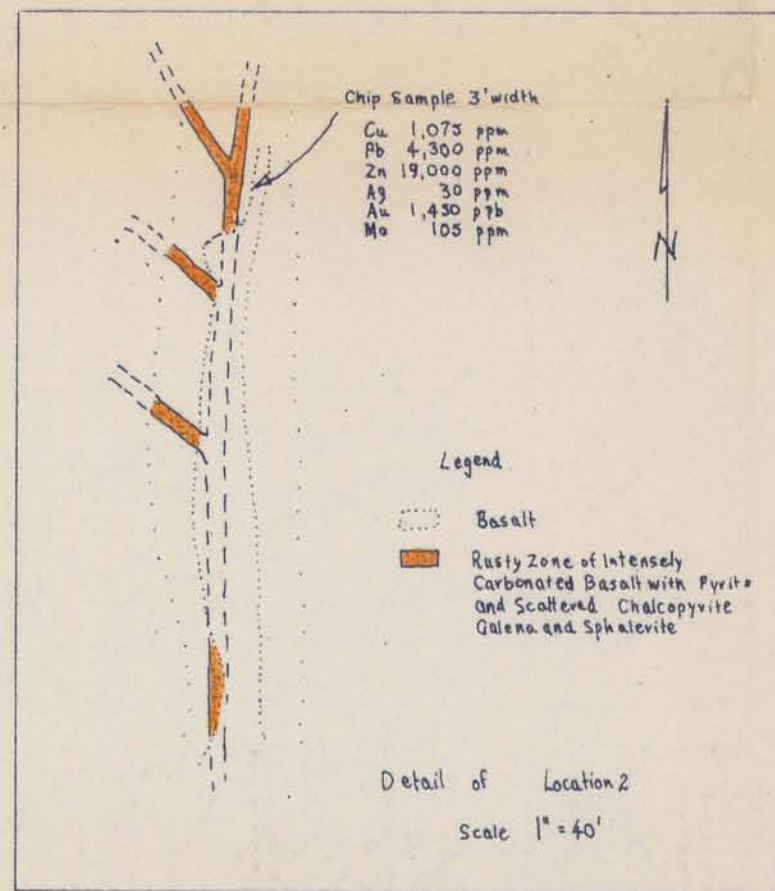 Chip Sample 3' width
Cu 1,075 ppm
Pb 4,300 ppm
Zn 19,000 ppm
Ag 30 ppm
Au 1,450 ppb
Mo 105 ppm
N
Legend
Basalt
Rusty Zone of Intensely
Carbonated Basalt with Pyrite
and Scattered Chalcopyrite
Galena and Sphalerite
Detail of Location 2
Scale 1" = 40'